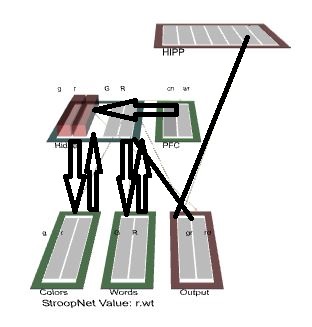 HIPP
g r G R cn wr
Hid PFC
g r G R gr rd
Colors Words Output
StroopNet Value: r.wt